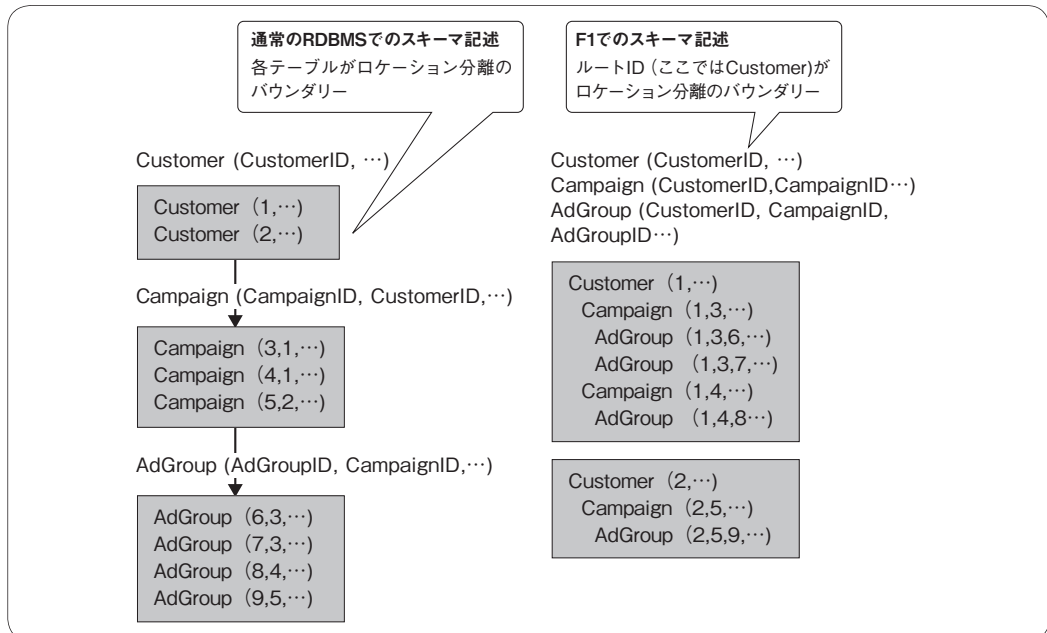 通常のRDBMSでのスキーマ記述
各テーブルがロケーション分離の
バウンダリー
Customer (CustomerID, …)
Customer（1,…）
Customer（2,…）
Campaign (CampaignID, CustomerID,…)
Campaign（3,1,…）
Campaign（4,1,…）
Campaign（5,2,…）
AdGroup (AdGroupID, CampaignID,…)
AdGroup（6,3,…）
AdGroup（7,3,…）
AdGroup（8,4,…）
AdGroup（9,5,…）
F1でのスキーマ記述
ルートID（ここではCustomer)が
ロケーション分離のバウンダリー
Customer (CustomerID, …)
Campaign (CustomerID,CampaignID…)
AdGroup (CustomerID, CampaignID,
AdGroupID…)
Customer（1,…）
Campaign（1,3,…）
AdGroup（1,3,6,…）
AdGroup（1,3,7,…）
Campaign（1,4,…）
AdGroup（1,4,8…）
Customer（2,…）
Campaign（2,5,…）
AdGroup（2,5,9,…）